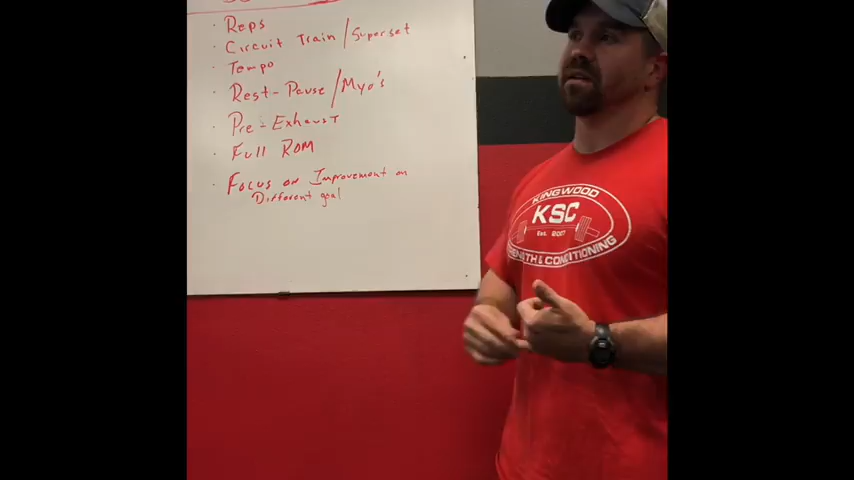 · Reps
· Circuit Train/Superset
· Tempo
· Rest-Pause/Myo's
· Pre-Exhaust
· Full ROM
· Focus on Improvement on
Different goal
KINGWOOD
KSC
Est. 2007
STRENGTH & CONDITIONING